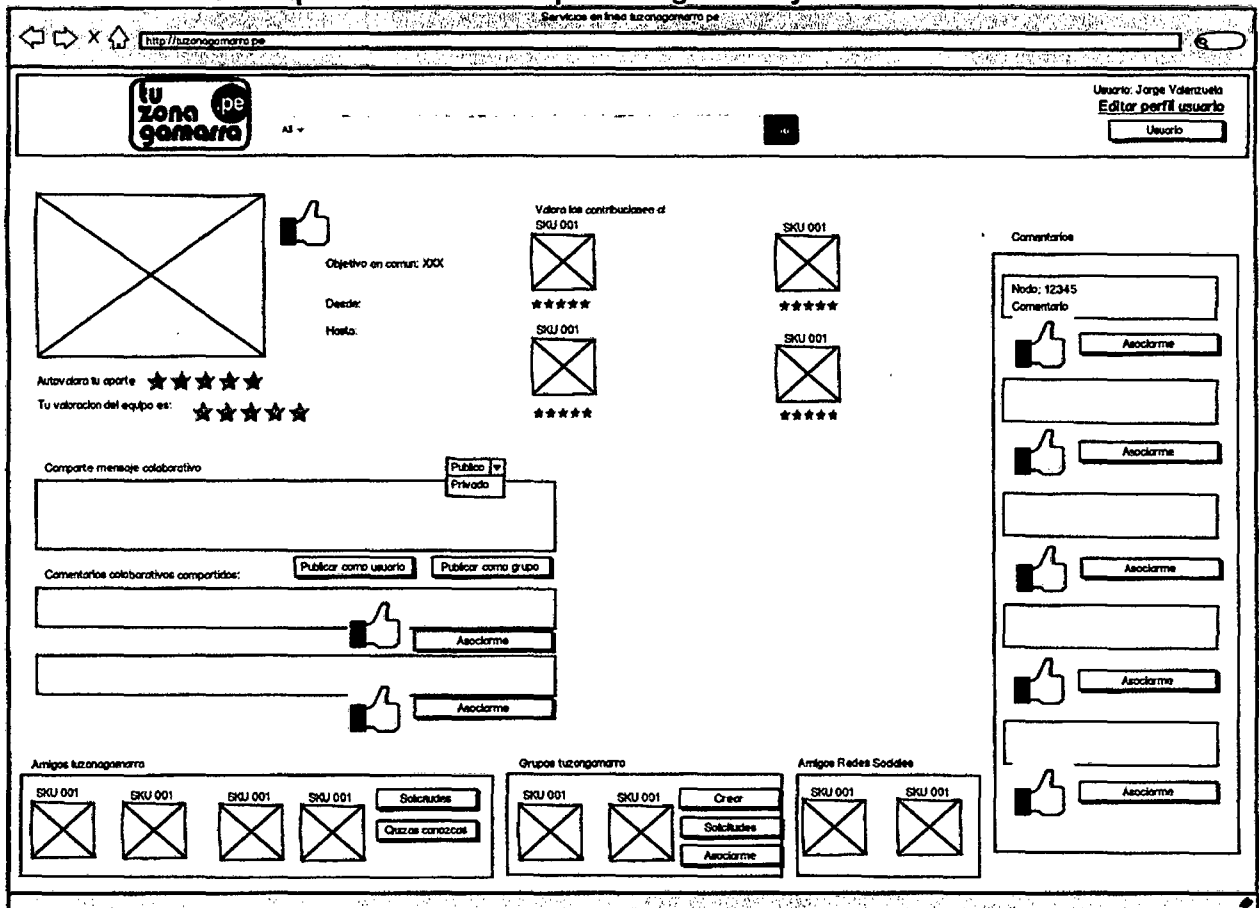 Servicios en linea tuzonagamarra pe
http://tuzonagamarra pe
tu
zona .pe
gamarra
All
Usuario: Jorge Valenzuela
Editar perfil usuario
Usuario
Objetivo en comun: XXX
Desde:
Hasta:
Autovalora tu aporte
Tu valoracion del equipo es:
Valora las contribuciones al
SKU 001
SKU 001
SKU 001
SKU 001
Comentarios
Nodo; 12345
Comentario
Asociarme
Asociarme
Asociarme
Asociarme
Asociarme
Comparte mensaje colaborativo
Publico
Privado
Publicar como usuario
Publicar como grupo
Comentarios colaborativos compartidos:
Asociarme
Asociarme
Amigos tuzonagamarra
SKU 001
SKU 001
SKU 001
SKU 001
Solicitudes
Quizas conozcas
Grupos tuzongamarra
SKU 001
SKU 001
Crear
Solicitudes
Asociarme
Amigos Redes Sociales
SKU 001
SKU 001